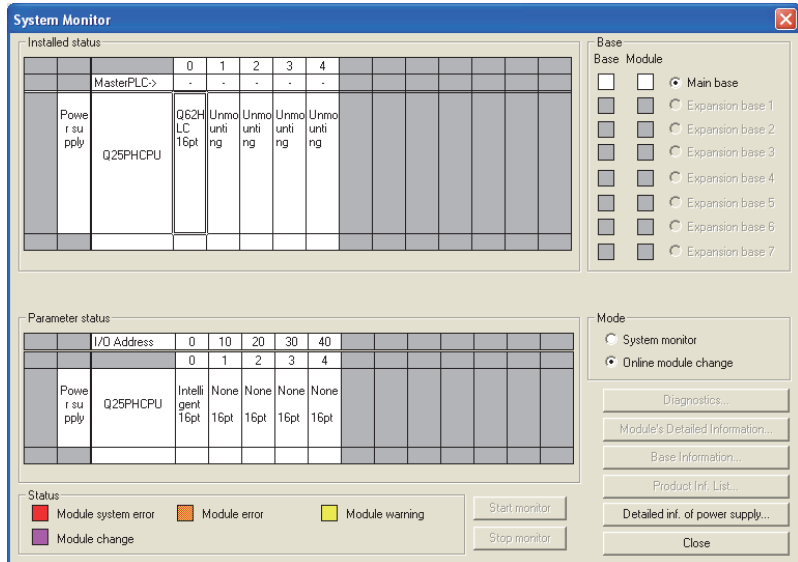 System Monitor
Installed status
0 1 2 3 4
MasterPLC-> - - - - -
Powe
r su
pply
Q25PHCPU
Q62H
LC
16pt
Unmo
unti
ng
Unmo
unti
ng
Unmo
unti
ng
Unmo
unti
ng
Base
Base Module
Main base
Expansion base 1
Expansion base 2
Expansion base 3
Expansion base 4
Expansion base 5
Expansion base 6
Expansion base 7
Parameter status
I/O Address 0 10 20 30 40
0 1 2 3 4
Powe
r su
pply
Q25PHCPU
Intelli
gent
16pt
None
16pt
None
16pt
None
16pt
None
16pt
Mode
System monitor
Online module change
Diagnostics...
Module's Detailed Information...
Base Information...
Product Inf. List...
Detailed inf. of power supply...
Close
Status
Module system error
Module error
Module warning
Module change
Start monitor
Stop monitor